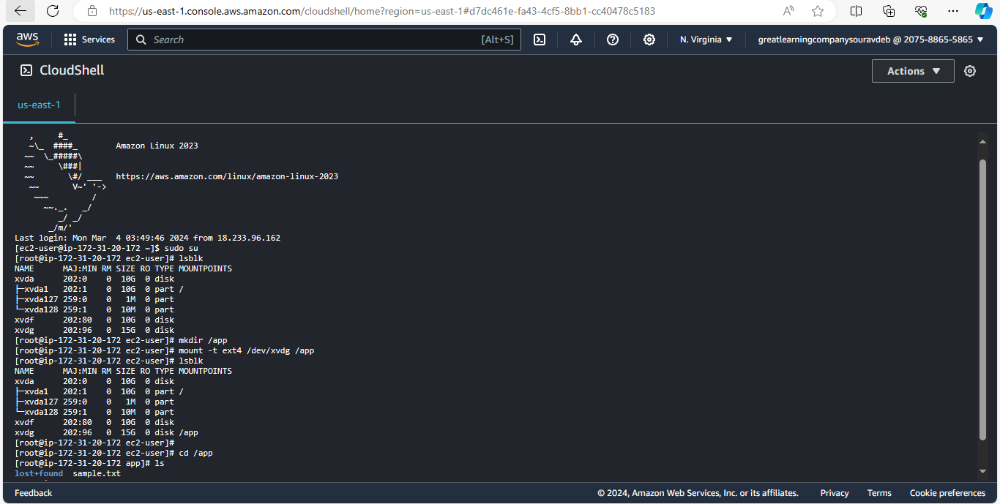 https://us-east-1.console.aws.amazon.com/cloudshell/home?region=us-east-1#d7dc461e-fa43-4cf5-8bb1-cc40478c5183
aws Services Search [Alt+S] N. Virginia ▼ greatlearningcompanysouravdeb @ 2075-8865-5865 ▼
CloudShell Actions ▼
us-east-1
   ,     #_
   ~\_  ####_        Amazon Linux 2023
  ~~  \_#####\
  ~~     \###|
  ~~       \#/ ___   https://aws.amazon.com/linux/amazon-linux-2023
   ~~       V~' '->
    ~~~         /
      ~~._.   _/
         _/ _/
       _/m/'
Last login: Mon Mar  4 03:49:46 2024 from 18.233.96.162
[ec2-user@ip-172-31-20-172 ~]$ sudo su
[root@ip-172-31-20-172 ec2-user]# lsblk
NAME      MAJ:MIN RM SIZE RO TYPE MOUNTPOINTS
xvda      202:0    0  10G  0 disk
├─xvda1   202:1    0  10G  0 part /
├─xvda127 259:0    0   1M  0 part
└─xvda128 259:1    0  10M  0 part
xvdf      202:80   0  10G  0 disk
xvdg      202:96   0  15G  0 disk
[root@ip-172-31-20-172 ec2-user]# mkdir /app
[root@ip-172-31-20-172 ec2-user]# mount -t ext4 /dev/xvdg /app
[root@ip-172-31-20-172 ec2-user]# lsblk
NAME      MAJ:MIN RM SIZE RO TYPE MOUNTPOINTS
xvda      202:0    0  10G  0 disk
├─xvda1   202:1    0  10G  0 part /
├─xvda127 259:0    0   1M  0 part
└─xvda128 259:1    0  10M  0 part
xvdf      202:80   0  10G  0 disk
xvdg      202:96   0  15G  0 disk /app
[root@ip-172-31-20-172 ec2-user]#
[root@ip-172-31-20-172 ec2-user]# cd /app
[root@ip-172-31-20-172 app]# ls
lost+found  sample.txt
Feedback © 2024, Amazon Web Services, Inc. or its affiliates. Privacy Terms Cookie preferences